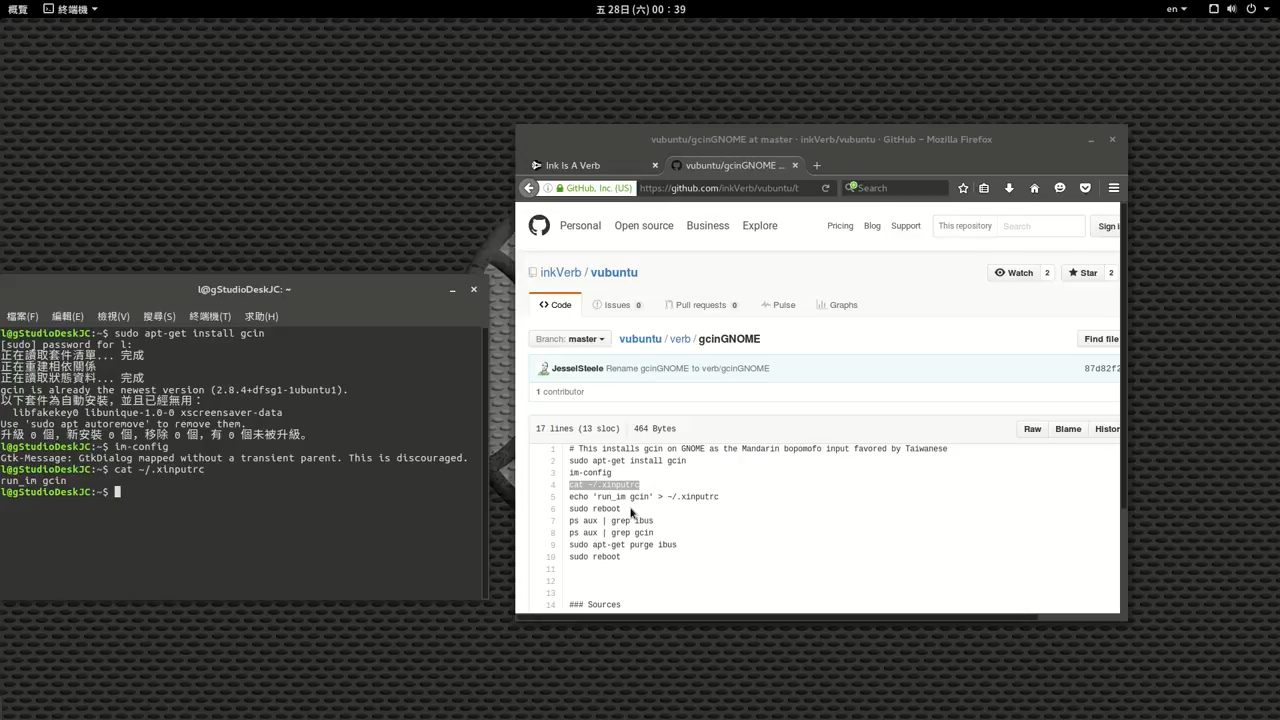 概覽 終端機 五 28日 (六) 00：39 en
vubuntu/gcinGNOME at master · inkVerb/vubuntu · GitHub – Mozilla Firefox
Ink Is A Verb vubuntu/gcinGNOME ...
GitHub, Inc. (US) https://github.com/inkVerb/vubuntu/t Search
Personal Open source Business Explore Pricing Blog Support This repository Search Sign i
inkVerb / vubuntu Watch 2 Star 2
Code Issues 0 Pull requests 0 Pulse Graphs
Branch: master vubuntu / verb / gcinGNOME Find file
JesselSteele Rename gcinGNOME to verb/gcinGNOME 87d82f2
1 contributor
17 lines (13 sloc) 464 Bytes Raw Blame Histor
1 # This installs gcin on GNOME as the Mandarin bopomofo input favored by Taiwanese
2 sudo apt-get install gcin
3 im-config
4 cat ~/.xinputrc
5 echo 'run_im gcin' > ~/.xinputrc
6 sudo reboot
7 ps aux | grep ibus
8 ps aux | grep gcin
9 sudo apt-get purge ibus
10 sudo reboot
11
12
13
14 ### Sources
l@gStudioDeskJC: ~
檔案(F) 編輯(E) 檢視(V) 搜尋(S) 終端機(T) 求助(H)
l@gStudioDeskJC:~$ sudo apt-get install gcin
[sudo] password for l:
正在讀取套件清單... 完成
正在重建相依關係
正在讀取狀態資料... 完成
gcin is already the newest version (2.8.4+dfsg1-1ubuntu1).
以下套件為自動安裝，並且已經無用：
libfakekey0 libunique-1.0-0 xscreensaver-data
Use 'sudo apt autoremove' to remove them.
升級 0 個，新安裝 0 個，移除 0 個，有 0 個未被升級。
l@gStudioDeskJC:~$ im-config
Gtk-Message: GtkDialog mapped without a transient parent. This is discouraged.
l@gStudioDeskJC:~$ cat ~/.xinputrc
run_im gcin
l@gStudioDeskJC:~$